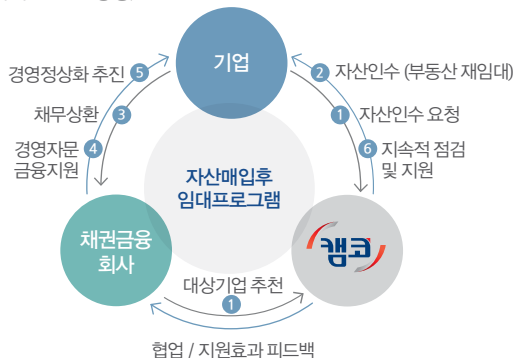 기업
경영정상화 추진
5
2
자산인수 (부동산 재임대)
채무상환
3
1
자산인수 요청
경영자문
금융지원
4
6
지속적 점검
및 지원
자산매입후
임대프로그램
채권금융
회사
캠코
대상기업 추천
1
협업 / 지원효과 피드백